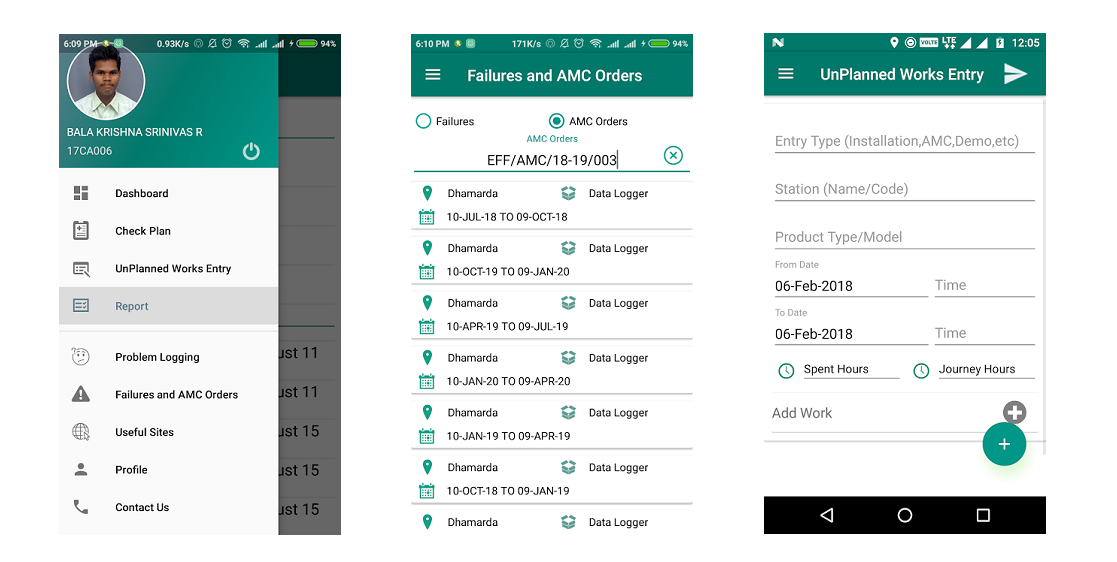 6:09 PM 0.93K/s 94%
BALA KRISHNA SRINIVAS R
17CA006
Dashboard
Check Plan
UnPlanned Works Entry
Report
Problem Logging
Failures and AMC Orders
Useful Sites
Profile
Contact Us
ust 11
ust 11
ust 15
ust 15
ust 15
6:10 PM 171K/s 94%
Failures and AMC Orders
Failures AMC Orders
AMC Orders
EFF/AMC/18-19/003
Dhamarda Data Logger
10-JUL-18 TO 09-OCT-18
Dhamarda Data Logger
10-OCT-19 TO 09-JAN-20
Dhamarda Data Logger
10-APR-19 TO 09-JUL-19
Dhamarda Data Logger
10-JAN-20 TO 09-APR-20
Dhamarda Data Logger
10-JAN-19 TO 09-APR-19
Dhamarda Data Logger
10-OCT-18 TO 09-JAN-19
Dhamarda Data Logger
VOLTE LTE 12:05
UnPlanned Works Entry
Entry Type (Installation,AMC,Demo,etc)
Station (Name/Code)
Product Type/Model
From Date
06-Feb-2018 Time
To Date
06-Feb-2018 Time
Spent Hours Journey Hours
Add Work